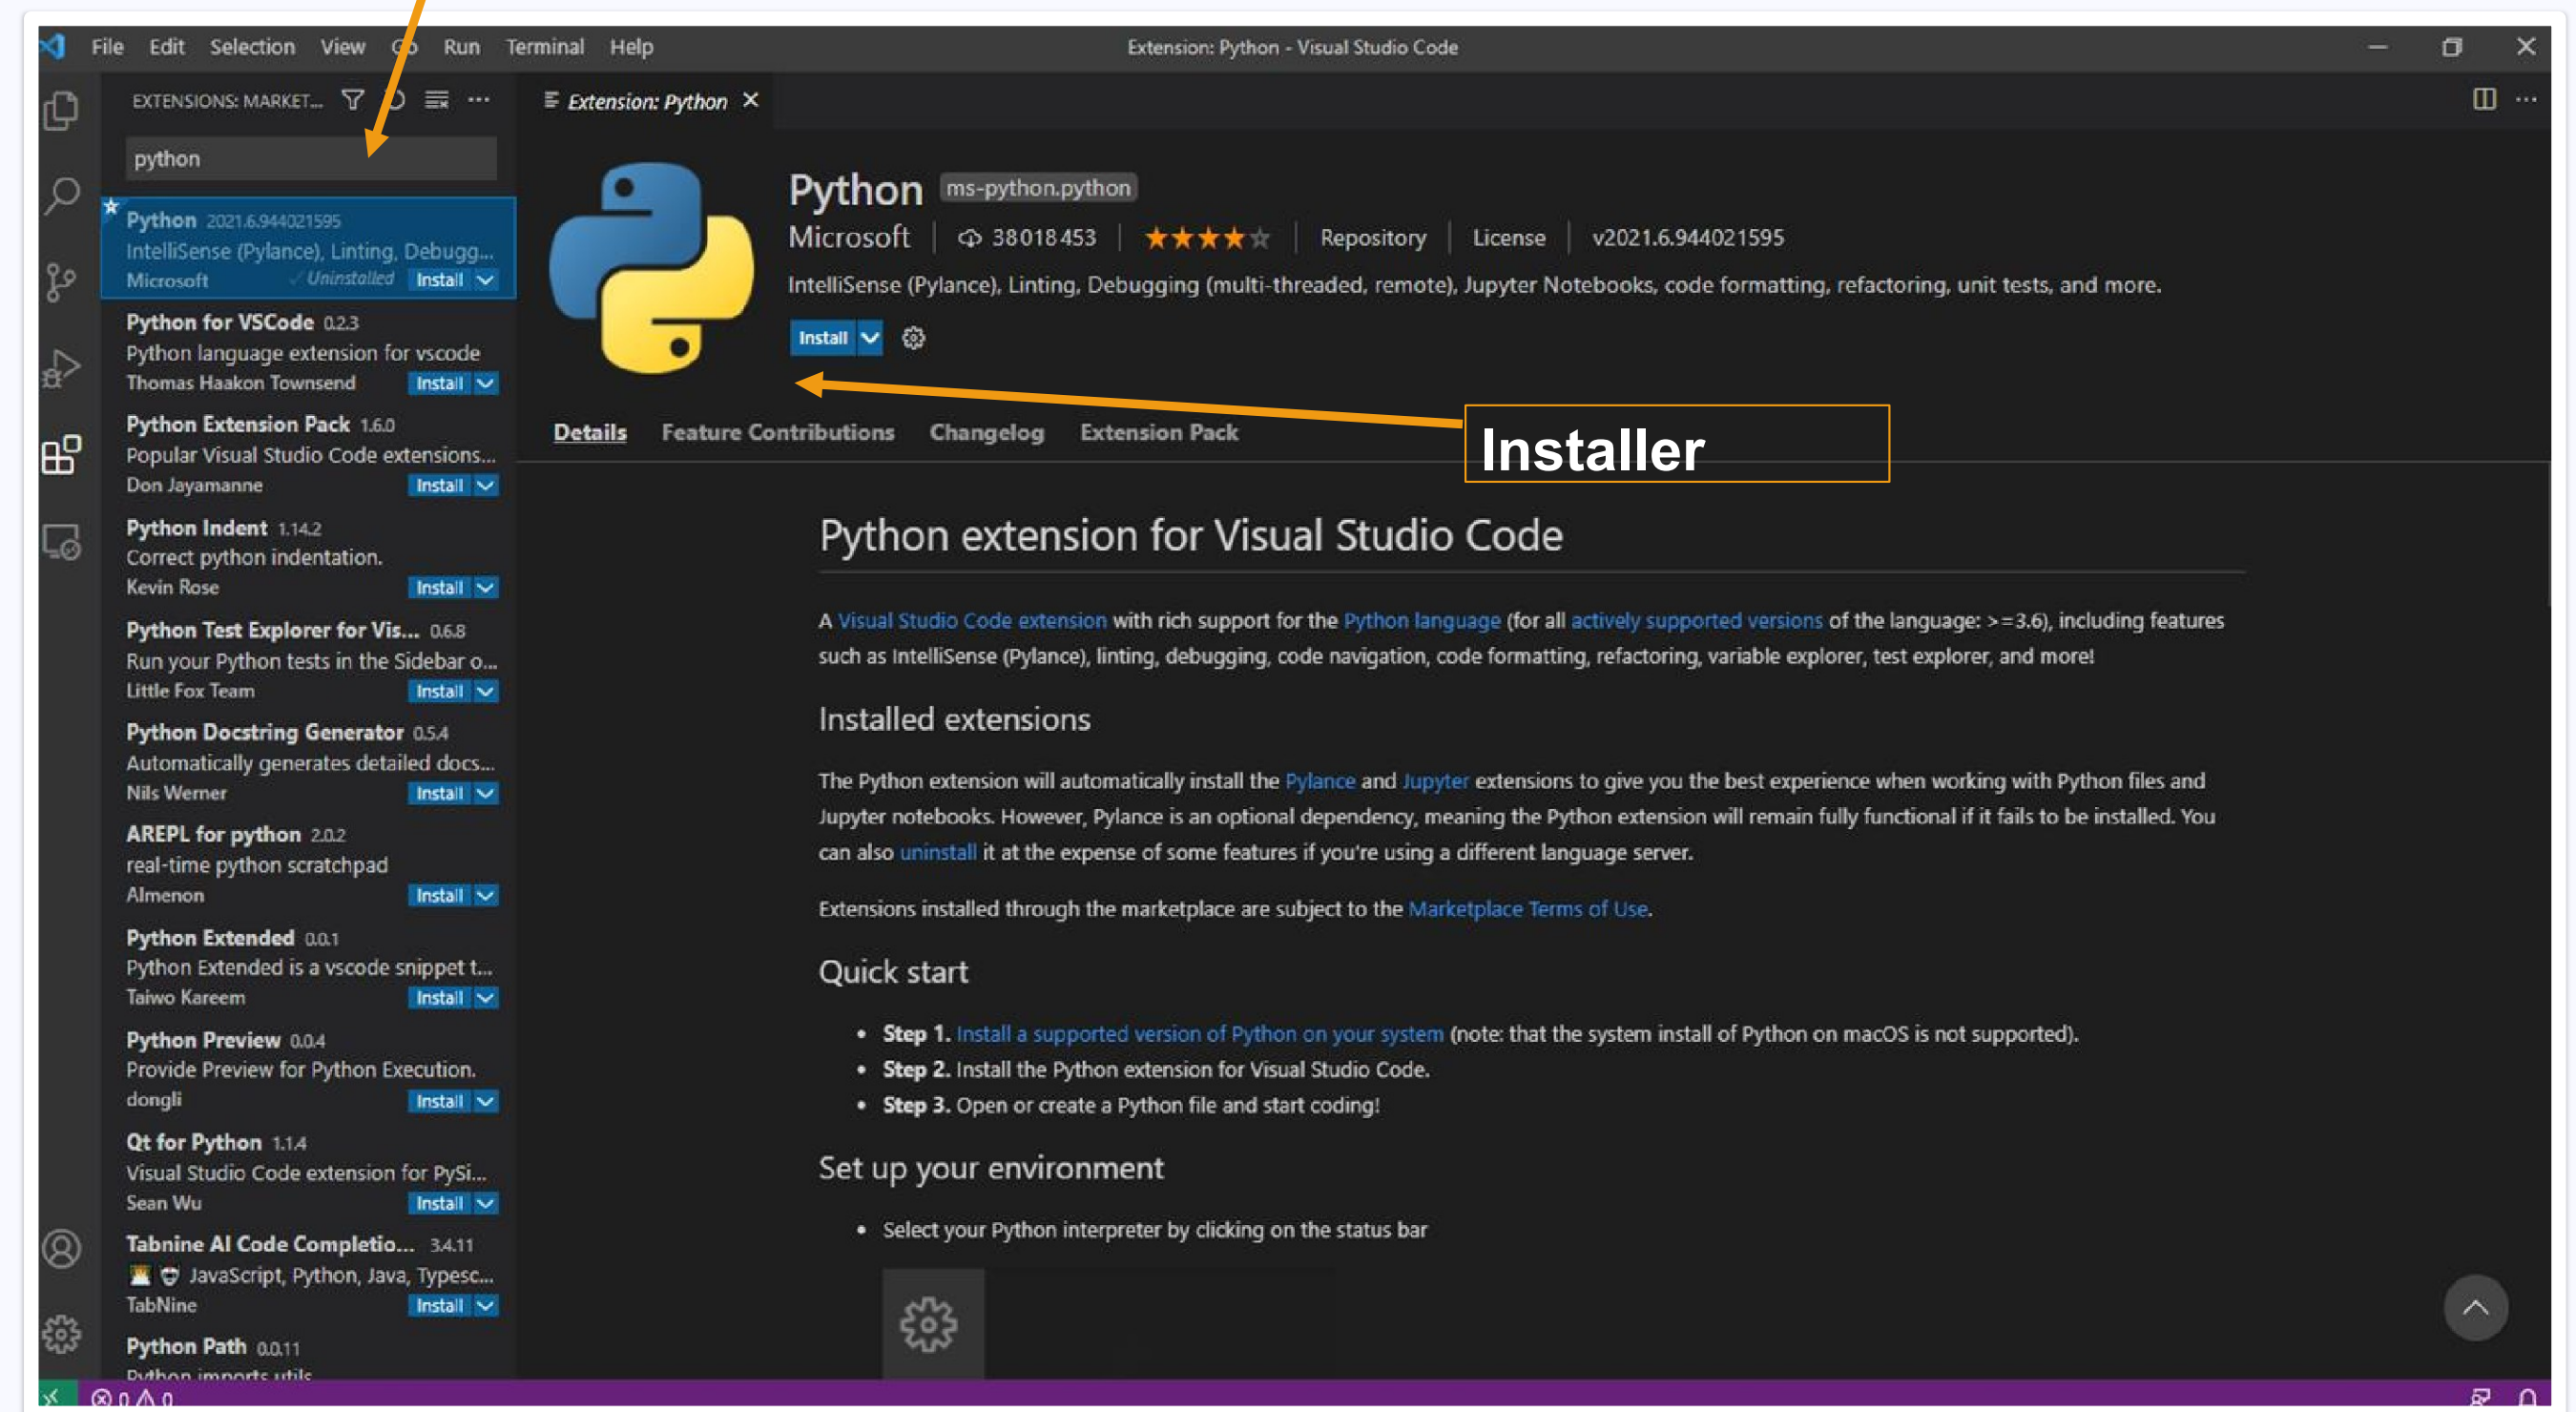 File Edit Selection View Go Run Terminal Help
Extension: Python - Visual Studio Code
EXTENSIONS: MARKET...
Extension: Python
python
Python 2021.6.944021595
IntelliSense (Pylance), Linting, Debugg...
Microsoft Uninstalled Install
Python for VSCode 0.2.3
Python language extension for vscode
Thomas Haakon Townsend Install
Python Extension Pack 1.6.0
Popular Visual Studio Code extensions...
Don Jayamanne Install
Python Indent 1.14.2
Correct python indentation.
Kevin Rose Install
Python Test Explorer for Vis... 0.6.8
Run your Python tests in the Sidebar o...
Little Fox Team Install
Python Docstring Generator 0.5.4
Automatically generates detailed docs...
Nils Werner Install
AREPL for python 2.0.2
real-time python scratchpad
Almenon Install
Python Extended 0.0.1
Python Extended is a vscode snippet t...
Taiwo Kareem Install
Python Preview 0.0.4
Provide Preview for Python Execution.
dongli Install
Qt for Python 1.1.4
Visual Studio Code extension for PySi...
Sean Wu Install
Tabnine AI Code Completio... 3.4.11
JavaScript, Python, Java, Typesc...
TabNine Install
Python Path 0.0.11
Python imports utils
Python ms-python.python
Microsoft 38018453 Repository License v2021.6.944021595
IntelliSense (Pylance), Linting, Debugging (multi-threaded, remote), Jupyter Notebooks, code formatting, refactoring, unit tests, and more.
Install
Installer
Details Feature Contributions Changelog Extension Pack
Python extension for Visual Studio Code
A Visual Studio Code extension with rich support for the Python language (for all actively supported versions of the language: >=3.6), including features
such as IntelliSense (Pylance), linting, debugging, code navigation, code formatting, refactoring, variable explorer, test explorer, and more!
Installed extensions
The Python extension will automatically install the Pylance and Jupyter extensions to give you the best experience when working with Python files and
Jupyter notebooks. However, Pylance is an optional dependency, meaning the Python extension will remain fully functional if it fails to be installed. You
can also uninstall it at the expense of some features if you're using a different language server.
Extensions installed through the marketplace are subject to the Marketplace Terms of Use.
Quick start
• Step 1. Install a supported version of Python on your system (note: that the system install of Python on macOS is not supported).
• Step 2. Install the Python extension for Visual Studio Code.
• Step 3. Open or create a Python file and start coding!
Set up your environment
• Select your Python interpreter by clicking on the status bar
0 0